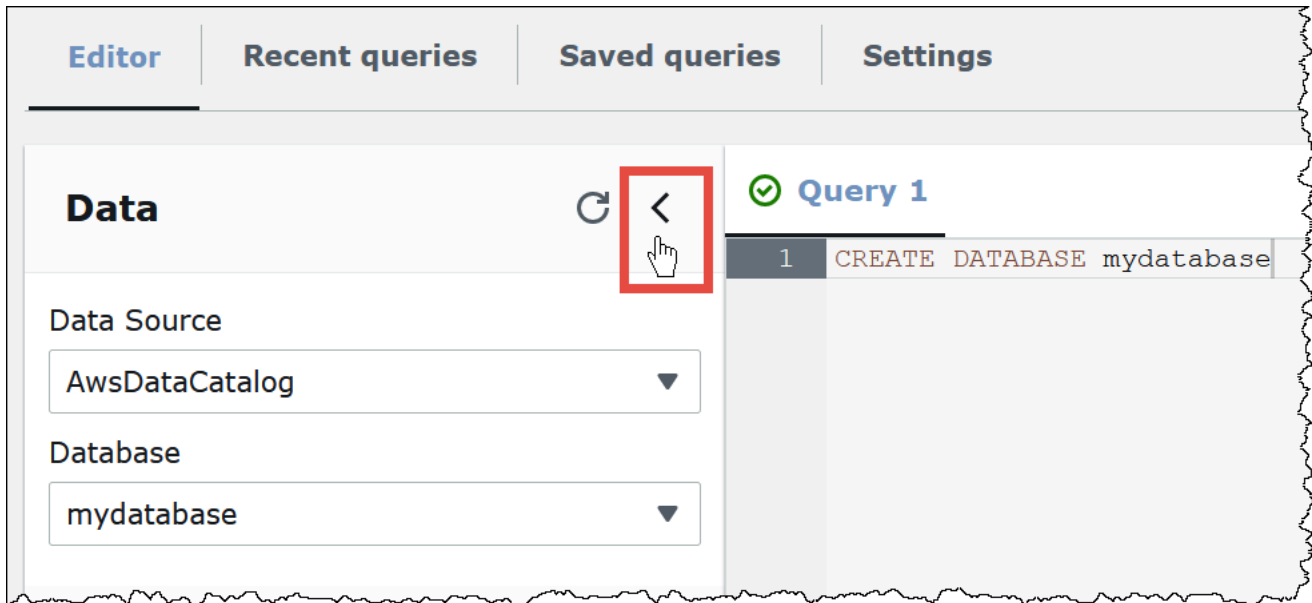 Editor Recent queries Saved queries Settings
Data
Query 1
1 CREATE DATABASE mydatabase
Data Source
AwsDataCatalog
Database
mydatabase